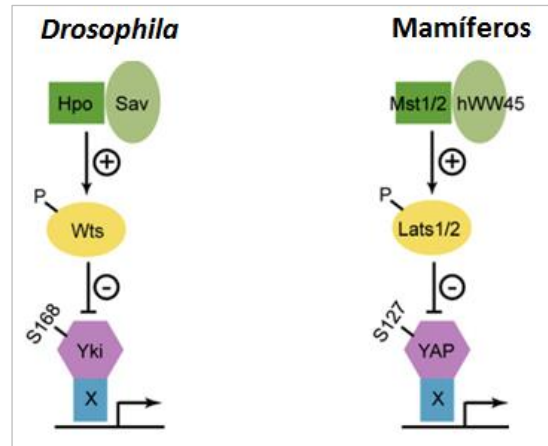 Drosophila
Hpo Sav
+
P
Wts
-
S168
Yki
X
Mamíferos
Mst1/2 hWW45
+
P
Lats1/2
-
S127
YAP
X